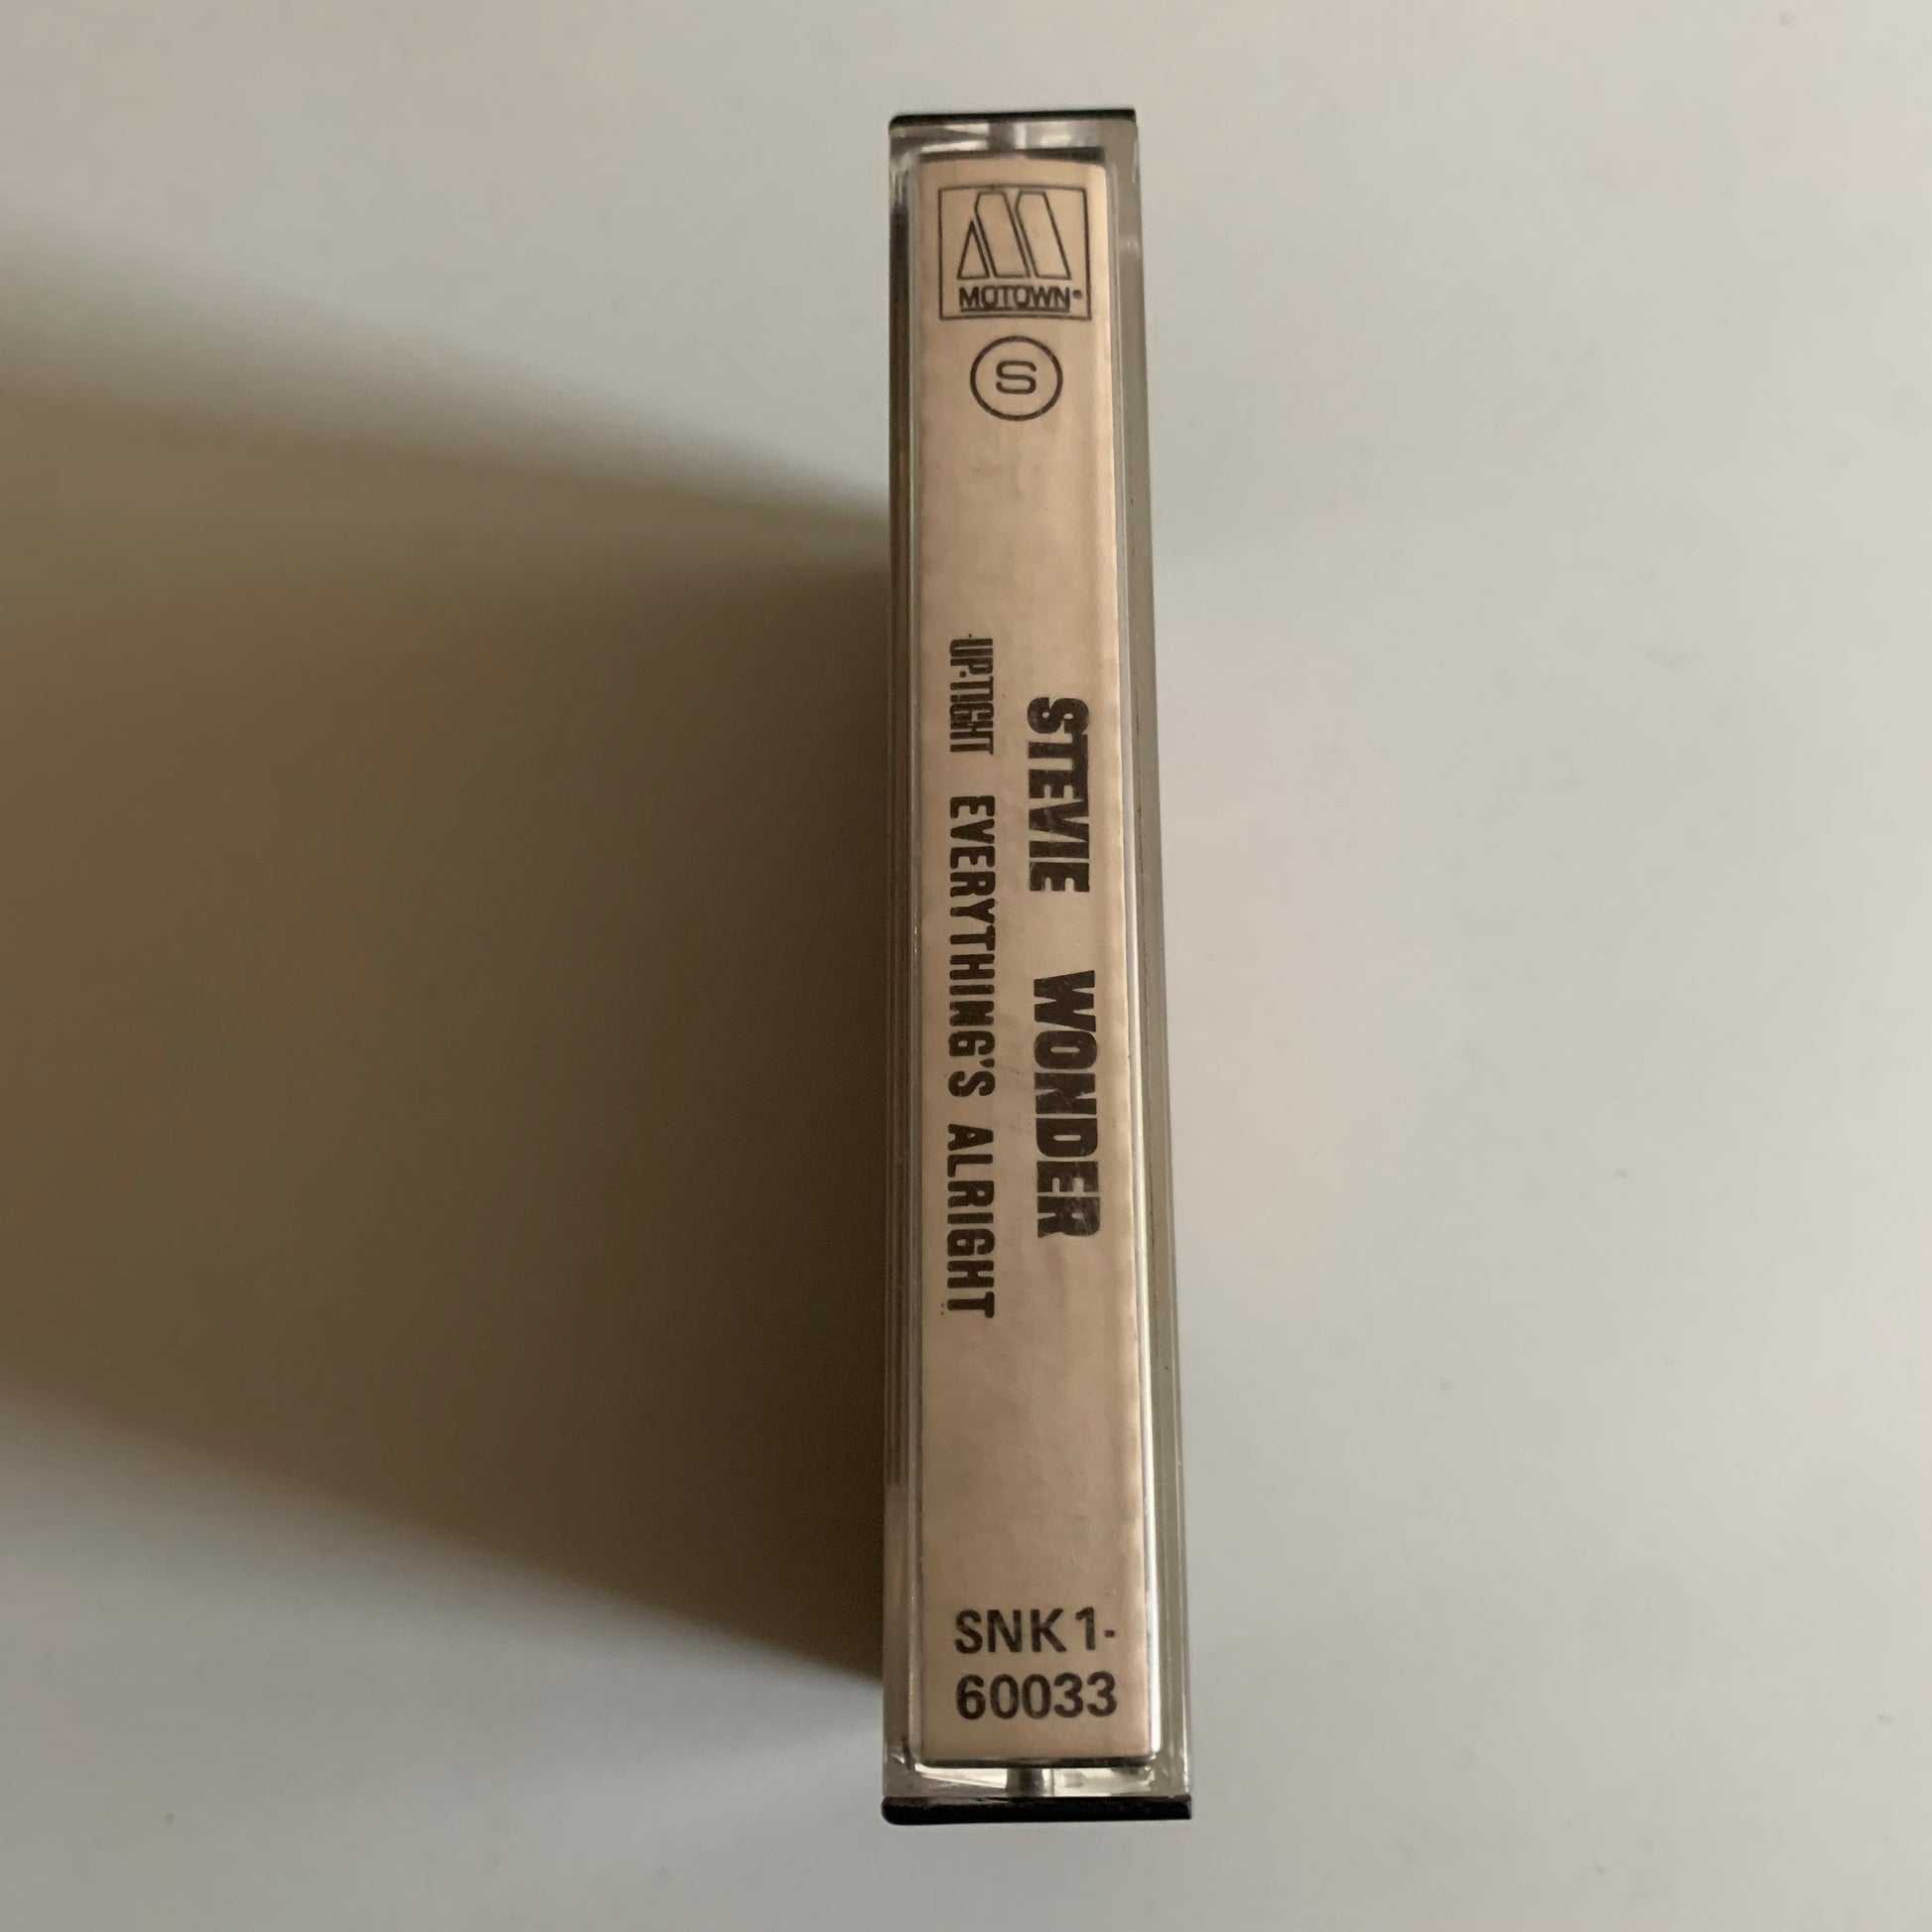 MOTOWN®
S
STEVIE WONDER
UP-TIGHT EVERYTHING'S ALRIGHT
SNK1-
60033